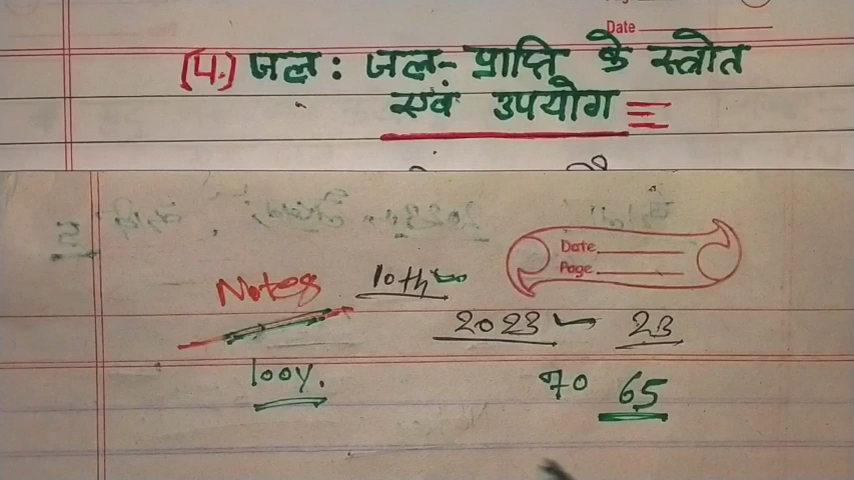 Date
(4.) जल : जल- प्राप्ति के स्त्रोत
एवं उपयोग
Date
Page
Notes 10th
2023 - 23
100%.
70 65